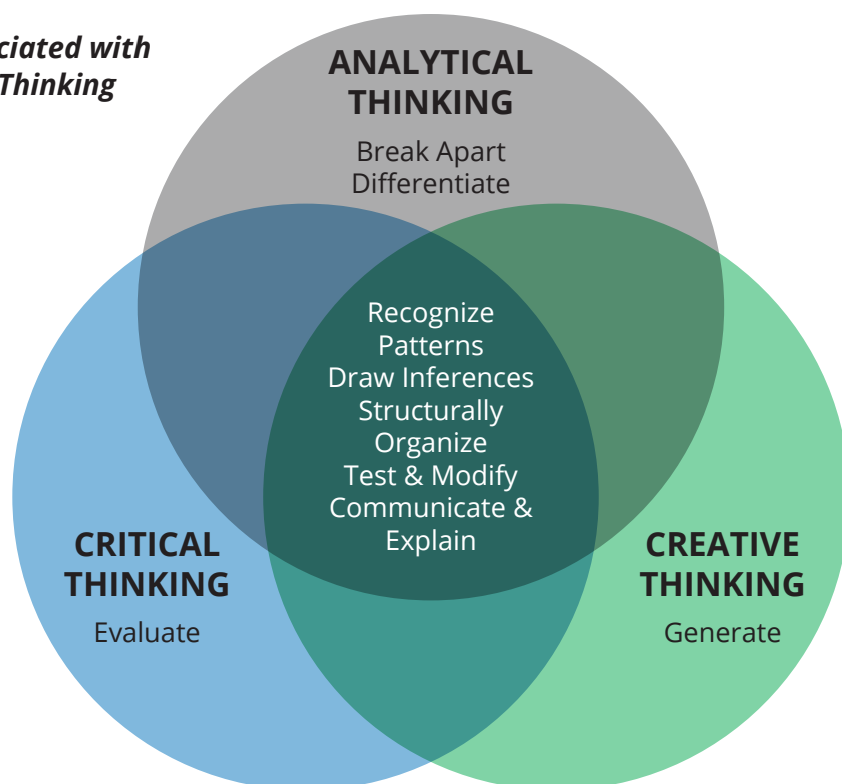 ciated with
Thinking
ANALYTICAL
THINKING
Break Apart
Differentiate
Recognize
Patterns
Draw Inferences
Structurally
Organize
Test & Modify
Communicate &
Explain
CRITICAL
THINKING
Evaluate
CREATIVE
THINKING
Generate